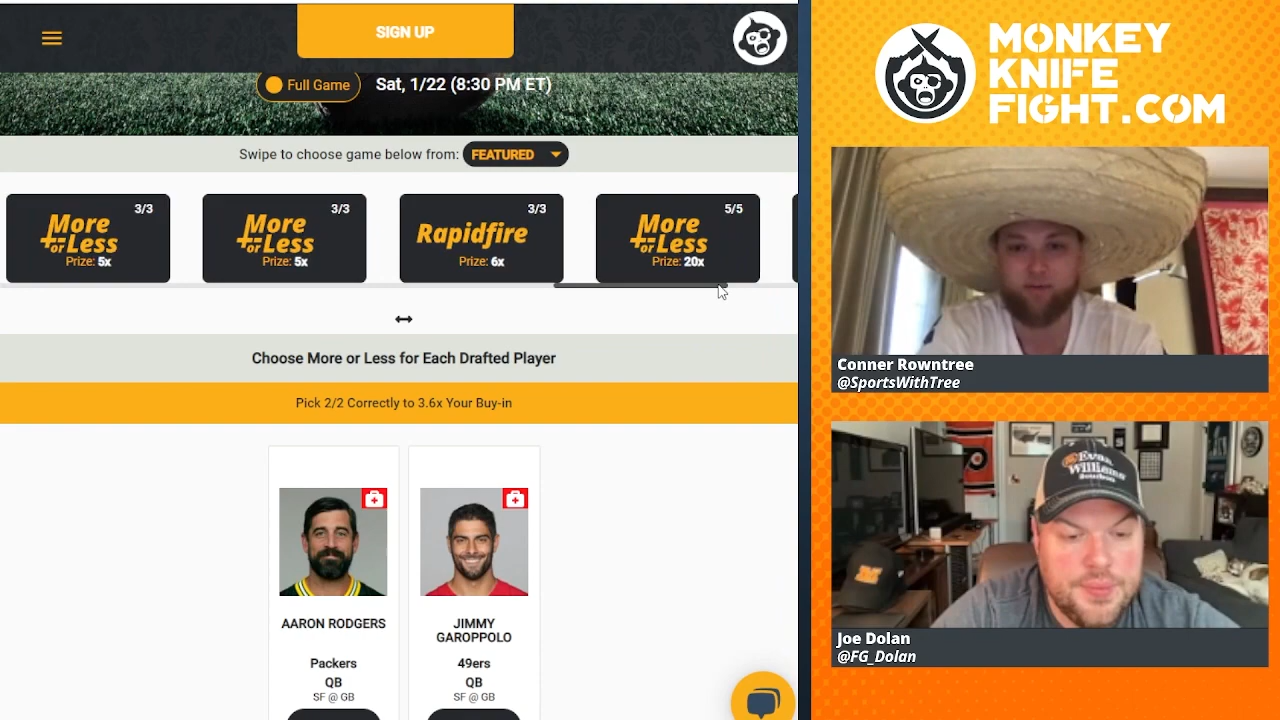 SIGN UP
Full Game
Sat, 1/22 (8:30 PM ET)
Swipe to choose game below from: FEATURED
3/3
More or Less
Prize: 5x
3/3
More or Less
Prize: 5x
3/3
Rapidfire
Prize: 6x
5/5
More or Less
Prize: 20x
Choose More or Less for Each Drafted Player
Pick 2/2 Correctly to 3.6x Your Buy-in
AARON RODGERS
Packers
QB
SF @ GB
JIMMY
GAROPPOLO
49ers
QB
SF @ GB
MONKEY
KNIFE
FIGHT.COM
Conner Rowntree
@SportsWithTree
Evan
Williams
Bourbon
Joe Dolan
@FG_Dolan